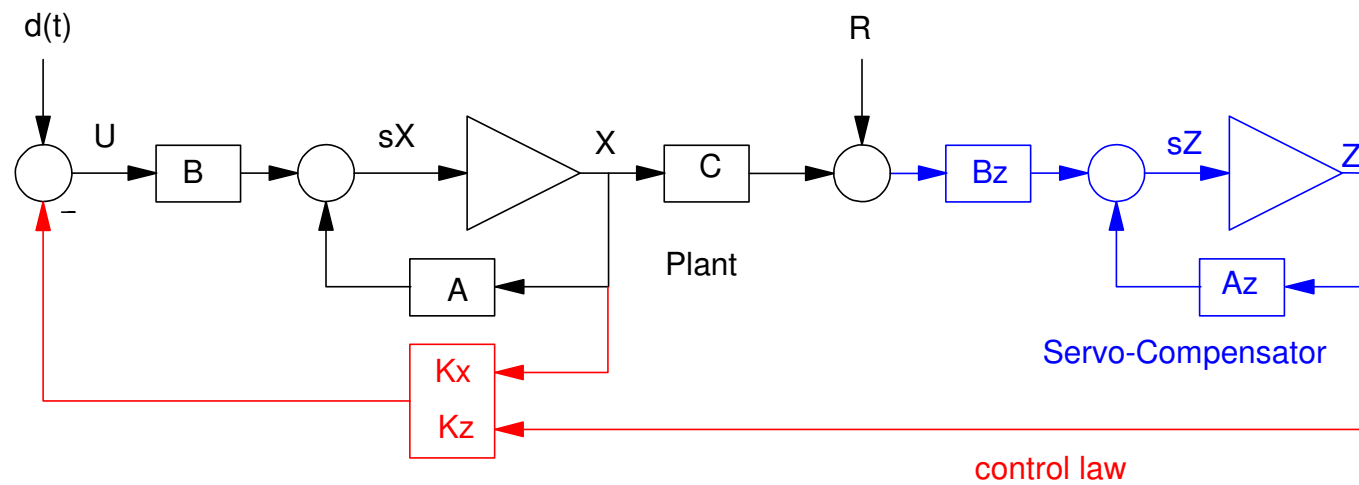 d(t)
R
U
B
sX
X
C
Bz
sZ
Z
–
Plant
A
Az
Servo-Compensator
Kx
Kz
control law